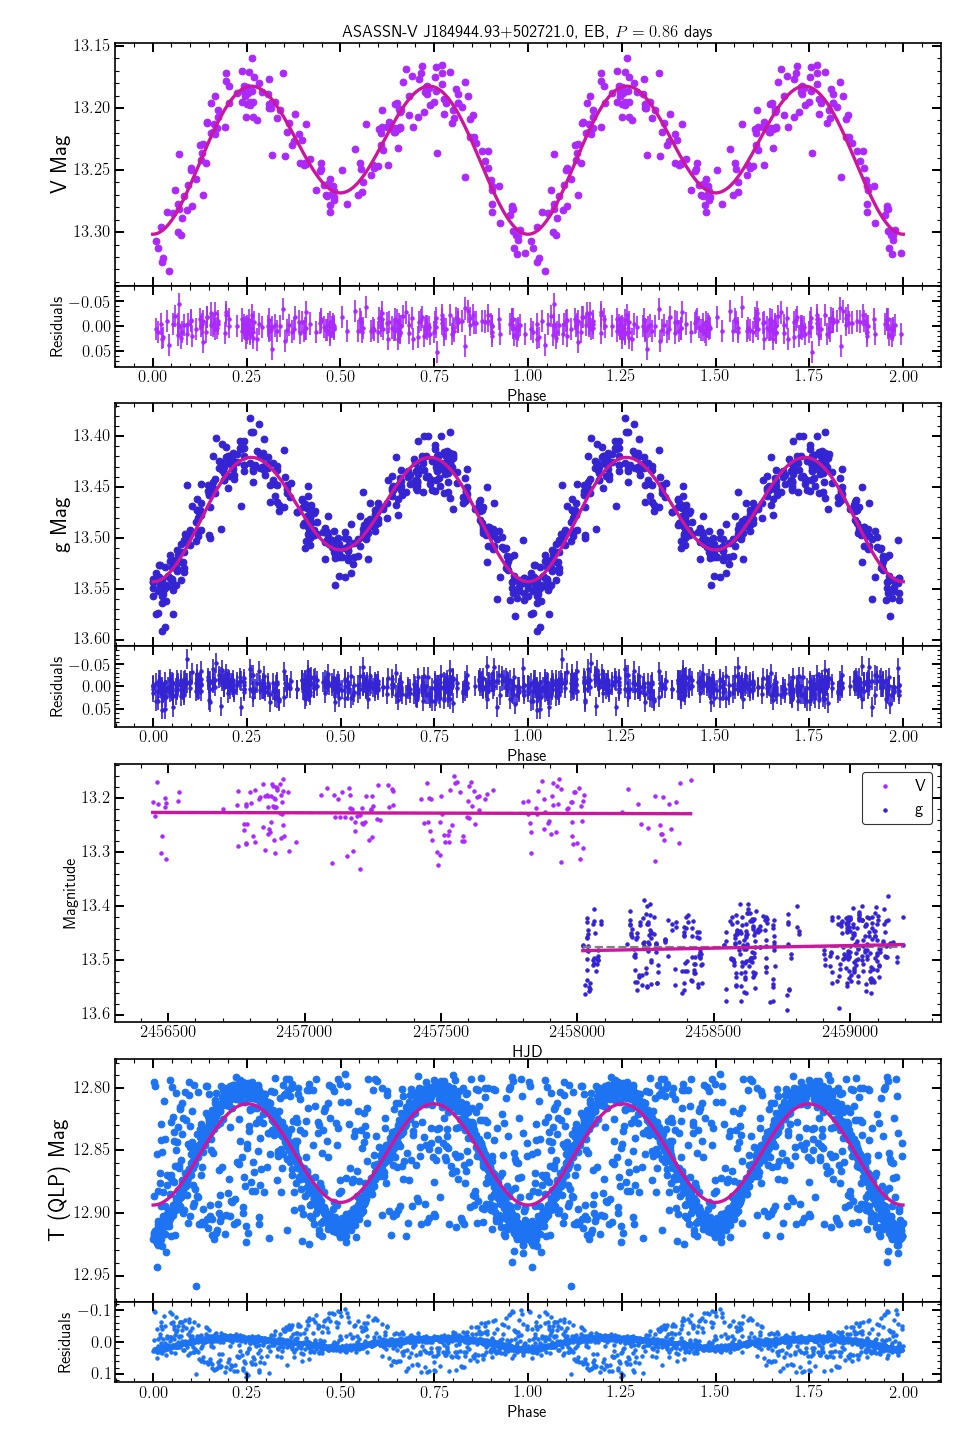 ASASSN-V J184944.93+502721.0, EB, P = 0.86 days
13.15
13.20
13.25
13.30
V Mag
−0.05
0.00
0.05
Residuals
0.00 0.25 0.50 0.75 1.00 1.25 1.50 1.75 2.00
Phase
13.40
13.45
13.50
13.55
13.60
g Mag
−0.05
0.00
0.05
Residuals
0.00 0.25 0.50 0.75 1.00 1.25 1.50 1.75 2.00
Phase
13.2
13.3
13.4
13.5
13.6
Magnitude
V
g
2456500 2457000 2457500 2458000 2458500 2459000
HJD
12.80
12.85
12.90
12.95
T (QLP) Mag
−0.1
0.0
0.1
Residuals
0.00 0.25 0.50 0.75 1.00 1.25 1.50 1.75 2.00
Phase